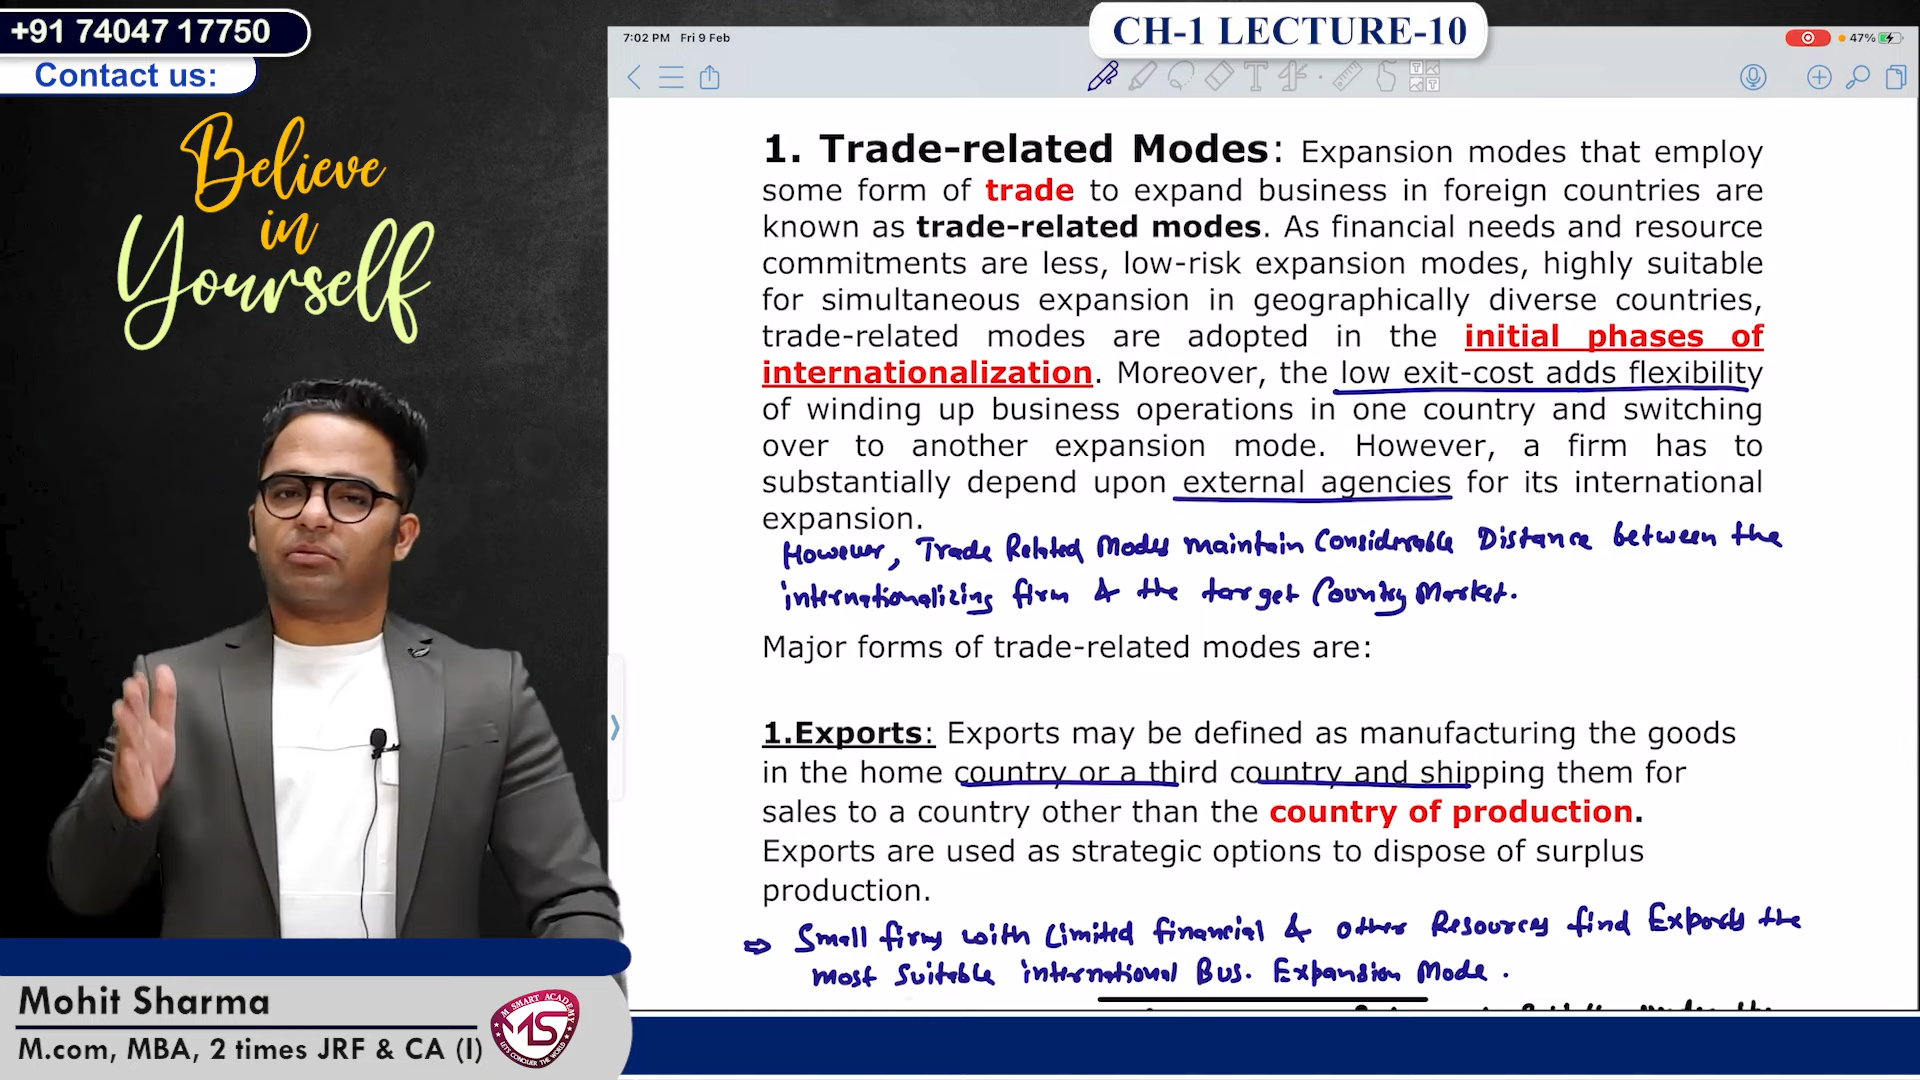 +91 74047 17750
Contact us:
Believe
in
Yourself
CH-1 LECTURE-10
7:02 PM Fri 9 Feb
47%
1. Trade-related Modes: Expansion modes that employ
some form of trade to expand business in foreign countries are
known as trade-related modes. As financial needs and resource
commitments are less, low-risk expansion modes, highly suitable
for simultaneous expansion in geographically diverse countries,
trade-related modes are adopted in the initial phases of
internationalization. Moreover, the low exit-cost adds flexibility
of winding up business operations in one country and switching
over to another expansion mode. However, a firm has to
substantially depend upon external agencies for its international
expansion.
However, Trade Related Modes maintain Considerable Distance between the
internationalizing firm & the target Country Market.
Major forms of trade-related modes are:
1.Exports: Exports may be defined as manufacturing the goods
in the home country or a third country and shipping them for
sales to a country other than the country of production.
Exports are used as strategic options to dispose of surplus
production.
⇒ Small firms with Limited financial & other Resources find Exports the
most Suitable international Bus. Expansion Mode.
Mohit Sharma
M.com, MBA, 2 times JRF & CA (I)
M SMART ACADEMY
MS
LET'S CONQUER THE WORLD